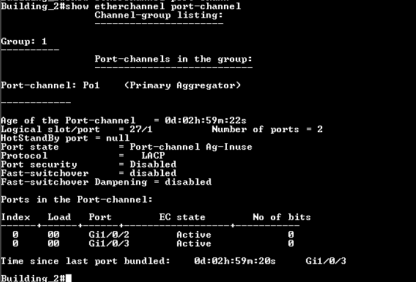 Building_2#show etherchannel port-channel
Channel-group listing:
----------------------
Group: 1
----------
Port-channels in the group:
---------------------------
Port-channel: Po1    (Primary Aggregator)
------------
Age of the Port-channel   = 0d:02h:59m:22s
Logical slot/port   = 27/1          Number of ports = 2
HotStandBy port = null
Port state          = Port-channel Ag-Inuse
Protocol            =   LACP
Port security       = Disabled
Fast-switchover     = disabled
Fast-switchover Dampening = disabled
Ports in the Port-channel:
Index   Load   Port     EC state        No of bits
------+------+------+------------------+-----------
0     00     Gi1/0/2  Active             0
0     00     Gi1/0/3  Active             0
Time since last port bundled:    0d:02h:59m:20s    Gi1/0/3
Building_2#